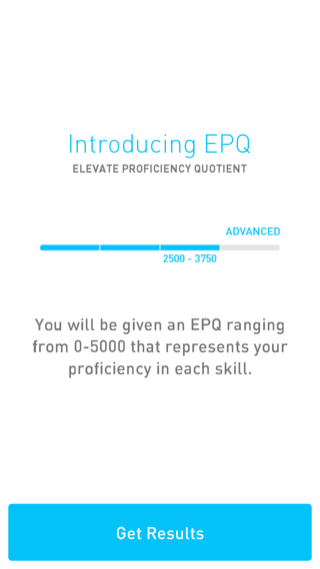 Introducing EPQ
ELEVATE PROFICIENCY QUOTIENT
ADVANCED
2500 - 3750
You will be given an EPQ ranging
from 0-5000 that represents your
proficiency in each skill.
Get Results